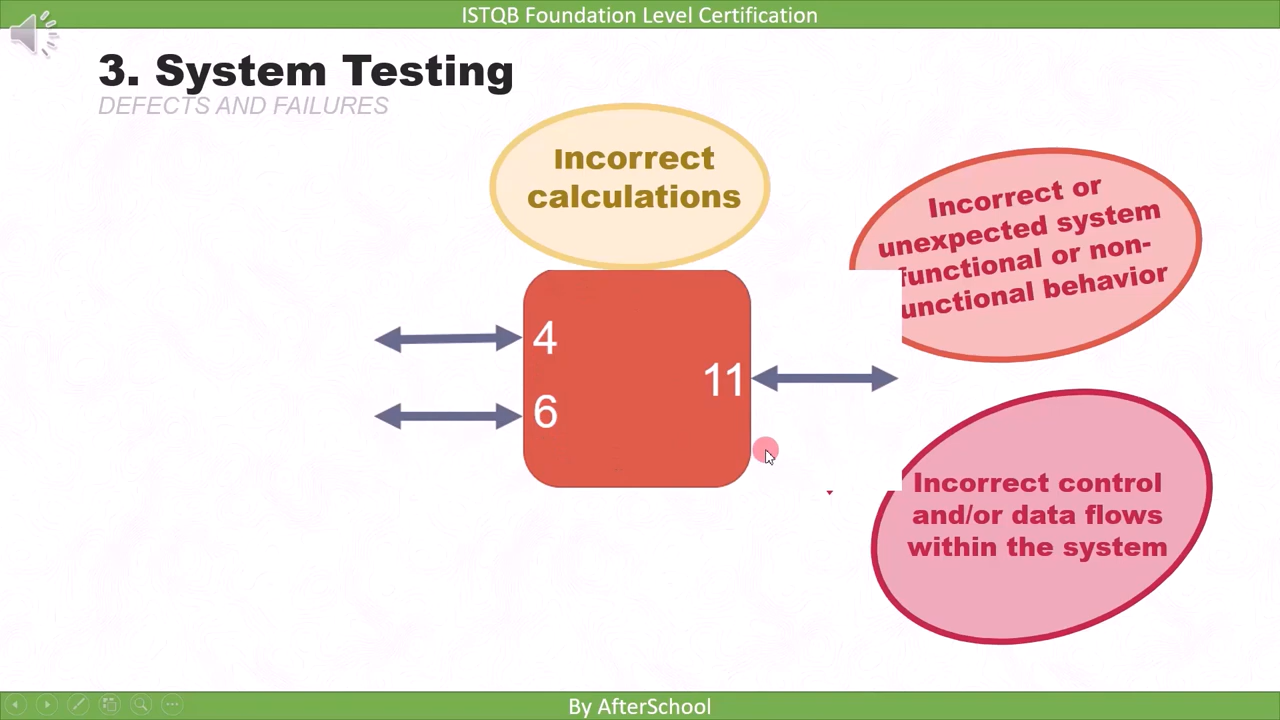 ISTQB Foundation Level Certification
3. System Testing
DEFECTS AND FAILURES
Incorrect
calculations
Incorrect or
unexpected system
functional or non-
unctional behavior
4
6
11
Incorrect control
and/or data flows
within the system
By AfterSchool